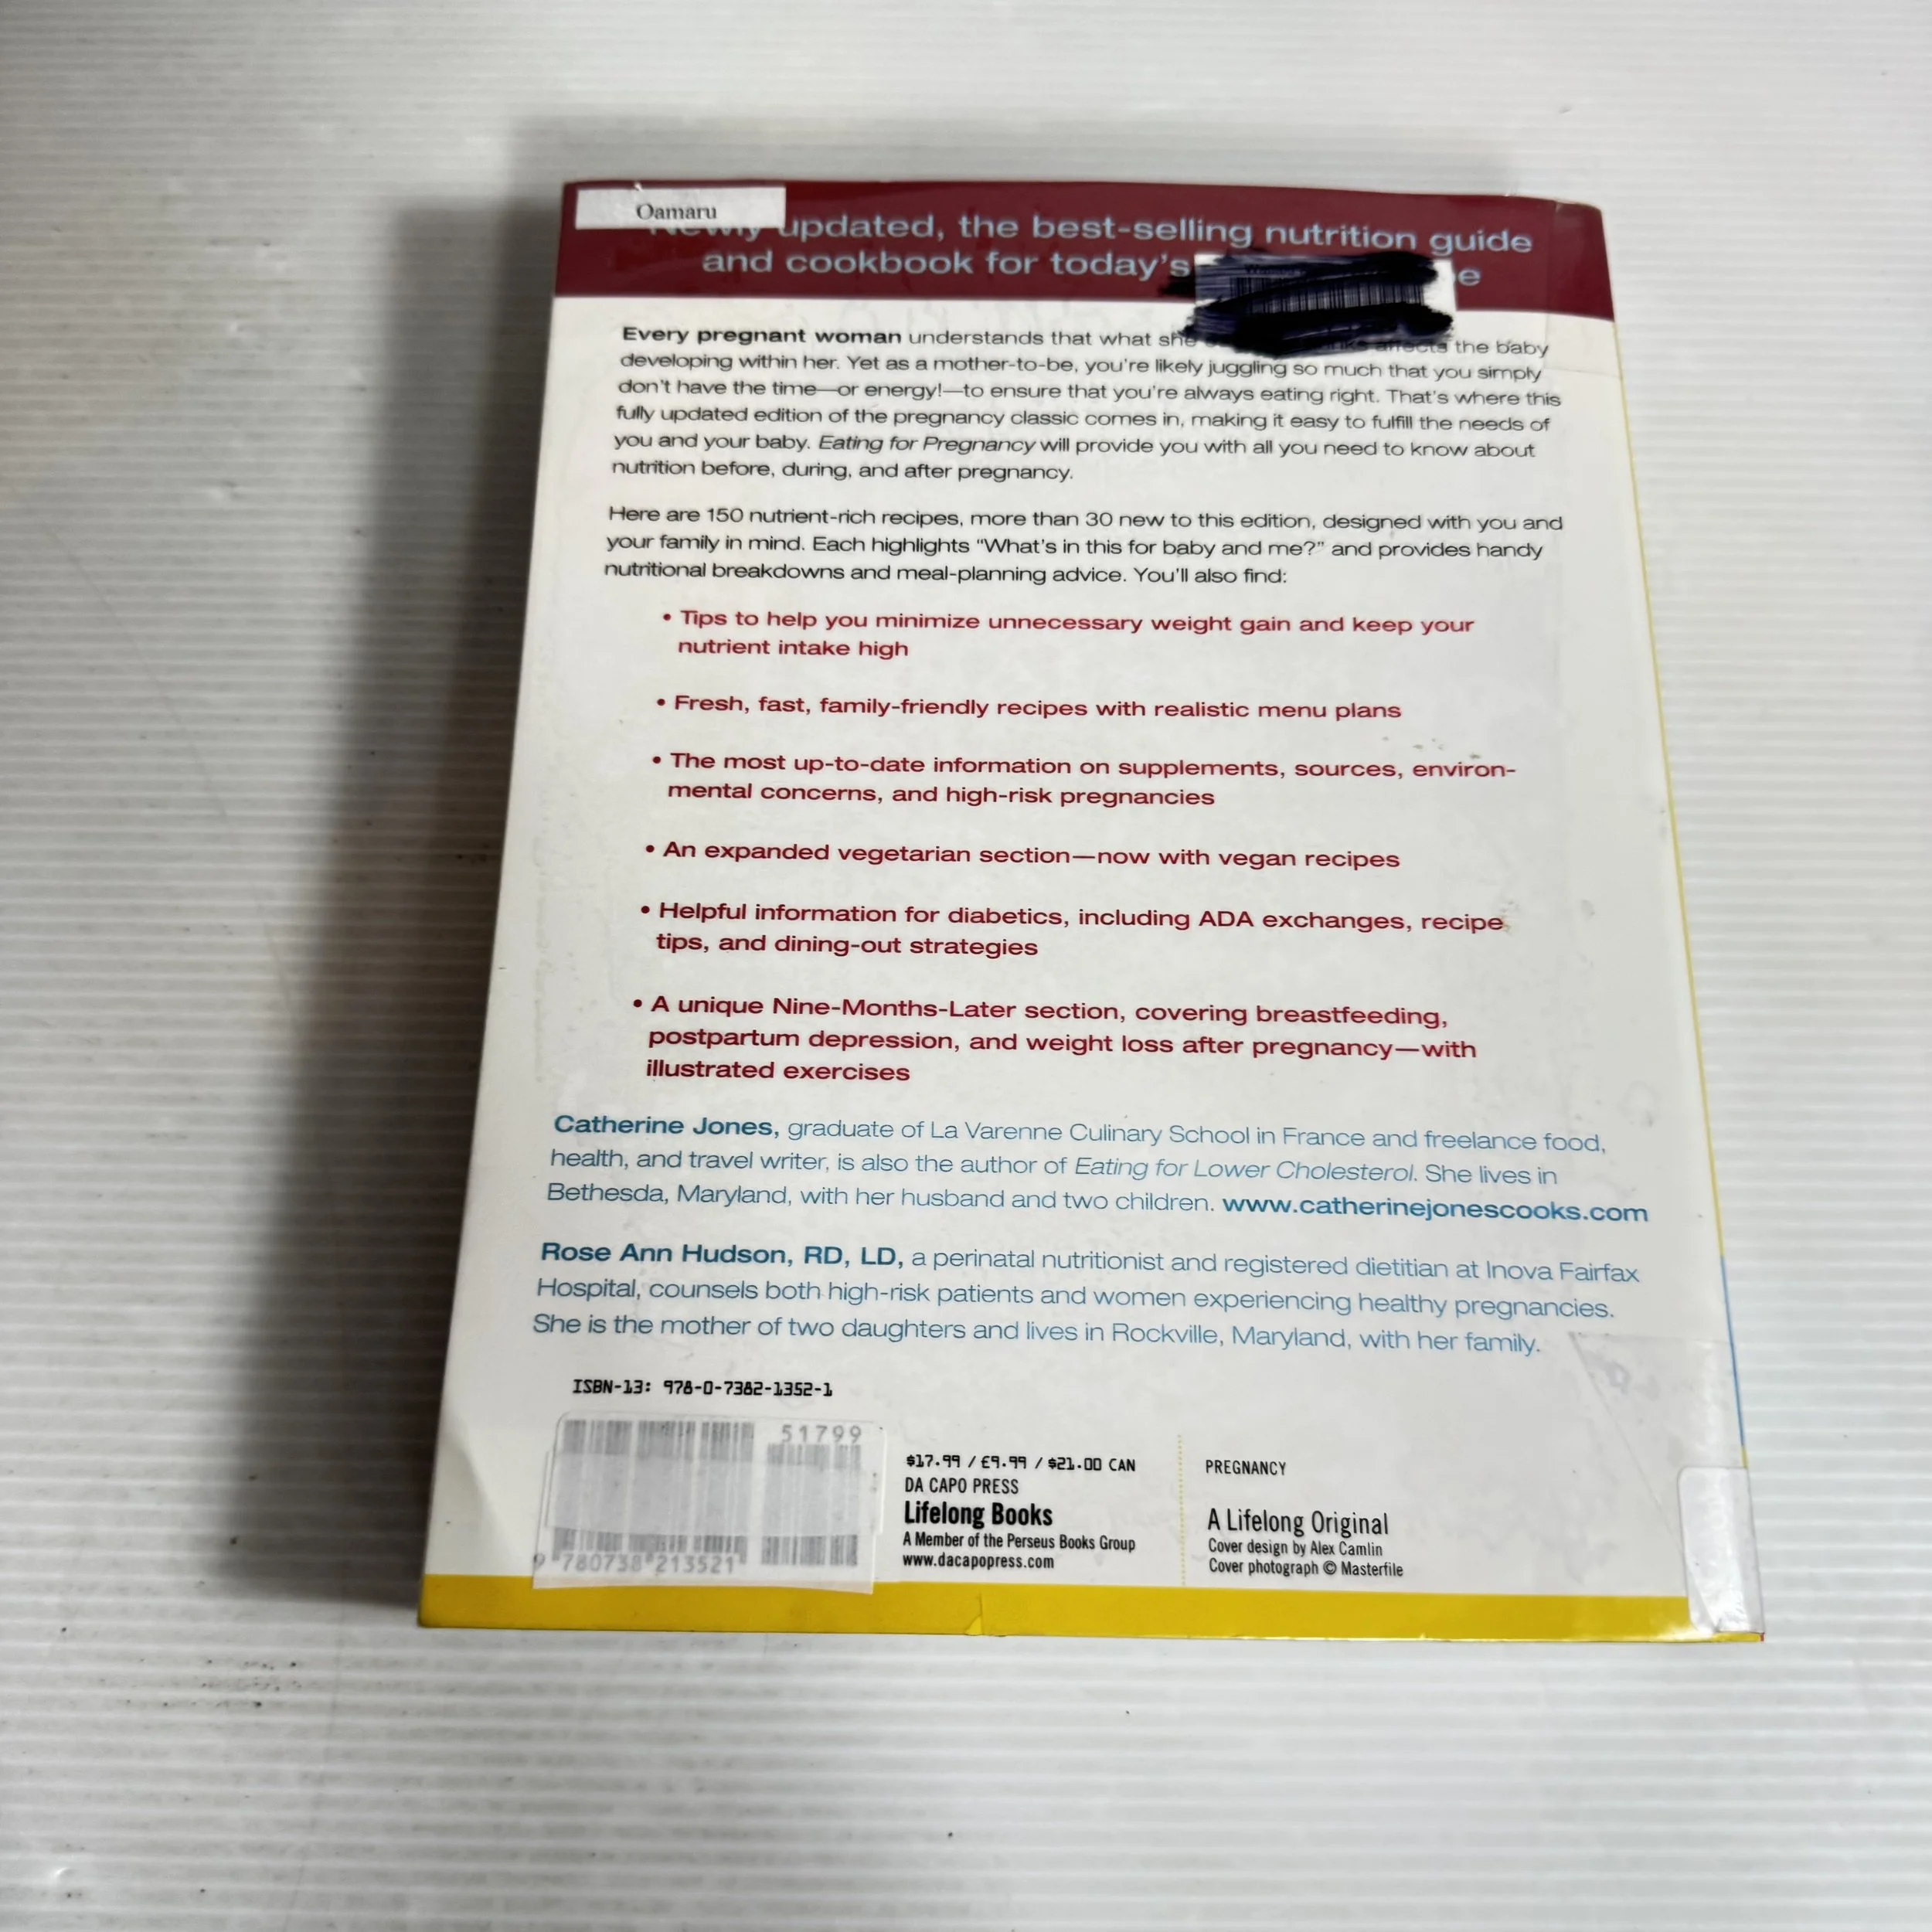 Oamaru
updated, the best-selling nutrition guide
and cookbook for today's
Every pregnant woman understands that what she affects the baby
developing within her. Yet as a mother-to-be, you're likely juggling so much that you simply
don't have the time—or energy!—to ensure that you're always eating right. That's where this
fully updated edition of the pregnancy classic comes in, making it easy to fulfill the needs of
you and your baby. Eating for Pregnancy will provide you with all you need to know about
nutrition before, during, and after pregnancy.
Here are 150 nutrient-rich recipes, more than 30 new to this edition, designed with you and
your family in mind. Each highlights “What's in this for baby and me?” and provides handy
nutritional breakdowns and meal-planning advice. You'll also find:
• Tips to help you minimize unnecessary weight gain and keep your
nutrient intake high
• Fresh, fast, family-friendly recipes with realistic menu plans
• The most up-to-date information on supplements, sources, environ-
mental concerns, and high-risk pregnancies
• An expanded vegetarian section—now with vegan recipes
• Helpful information for diabetics, including ADA exchanges, recipe
tips, and dining-out strategies
• A unique Nine-Months-Later section, covering breastfeeding,
postpartum depression, and weight loss after pregnancy—with
illustrated exercises
Catherine Jones, graduate of La Varenne Culinary School in France and freelance food,
health, and travel writer, is also the author of Eating for Lower Cholesterol. She lives in
Bethesda, Maryland, with her husband and two children. www.catherinejonescooks.com
Rose Ann Hudson, RD, LD, a perinatal nutritionist and registered dietitian at Inova Fairfax
Hospital, counsels both high-risk patients and women experiencing healthy pregnancies.
She is the mother of two daughters and lives in Rockville, Maryland, with her family.
ISBN-13: 978-0-7382-1352-1
51799
9 780738 213521
$17.99 / £9.99 / $21.00 CAN
DA CAPO PRESS
Lifelong Books
A Member of the Perseus Books Group
www.dacapopress.com
PREGNANCY
A Lifelong Original
Cover design by Alex Camlin
Cover photograph © Masterfile